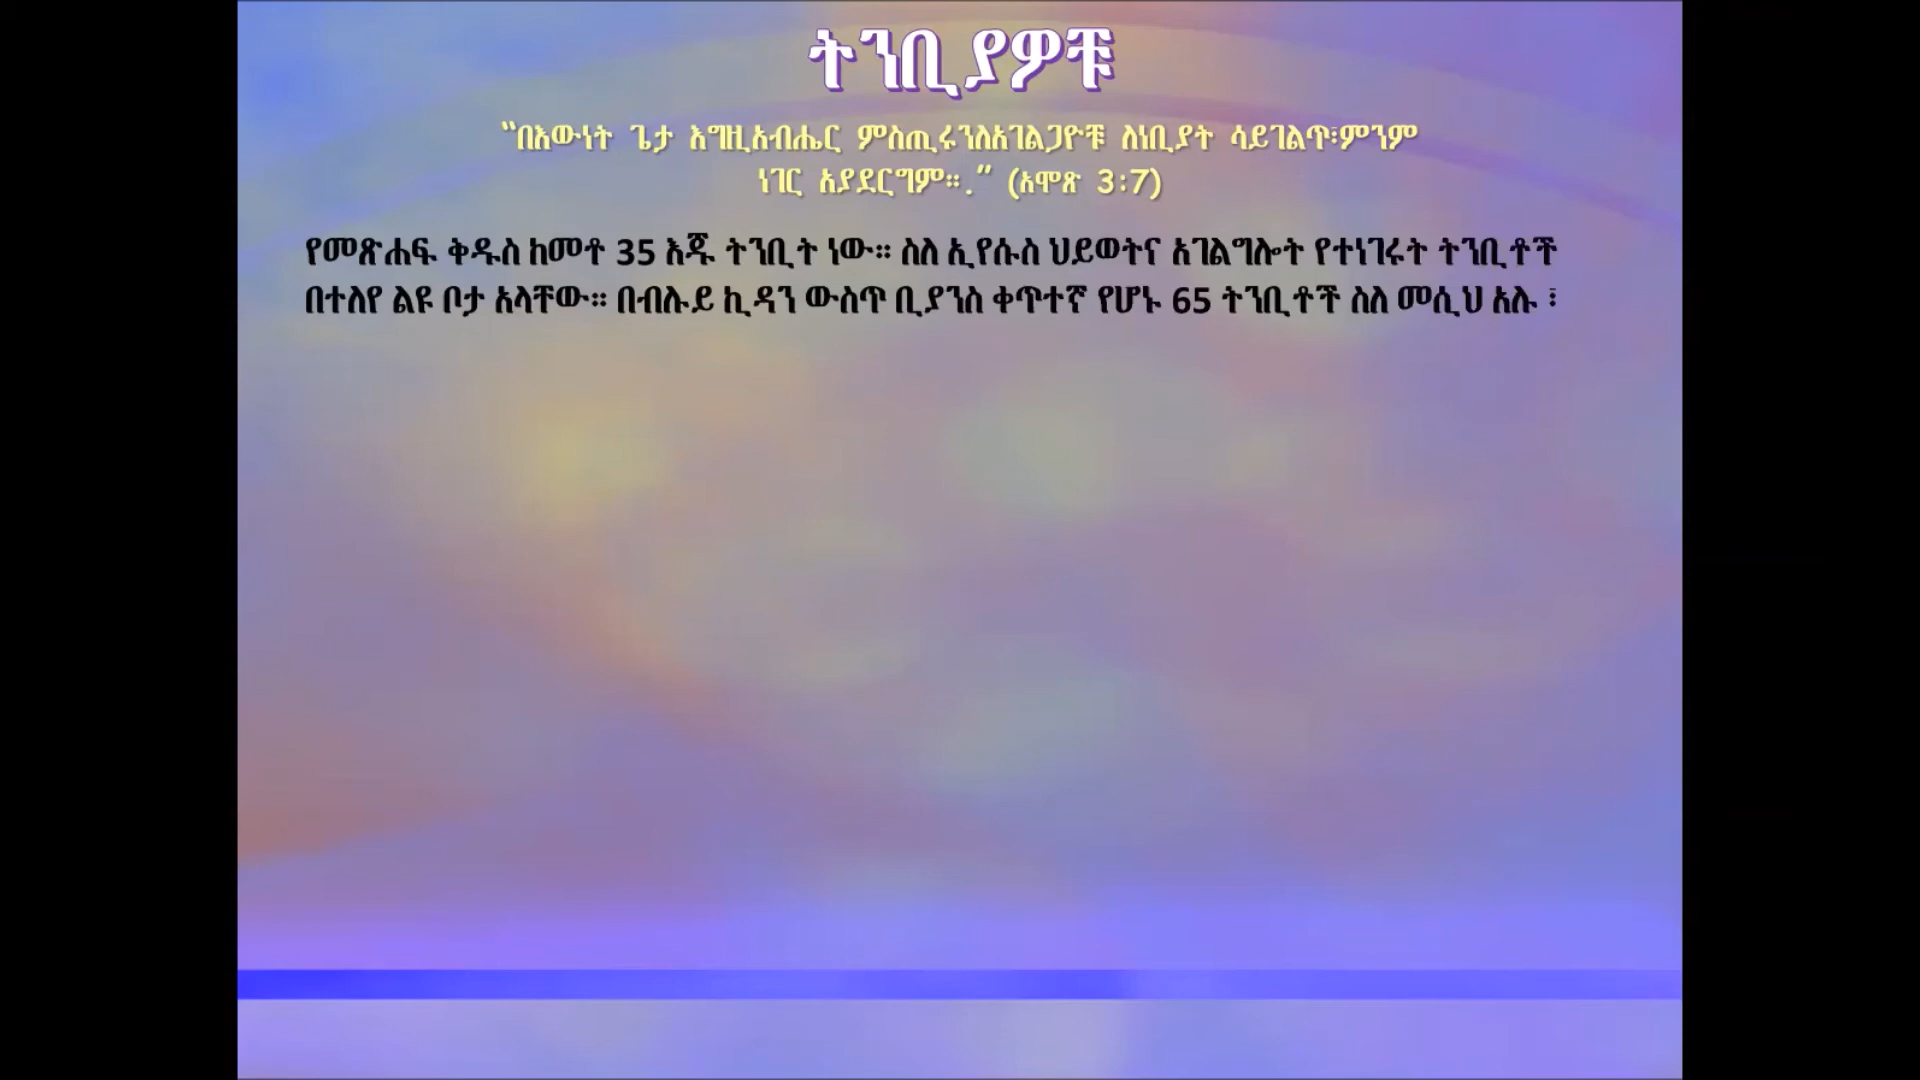 ትንቢያዎቹ
“በእውነት ጌታ እግዚአብሔር ምስጢሩንለአገልጋዮቹ ለነቢያት ሳይገልጥ፡ምንም
ነገር አያደርግም።.” (አሞጽ 3:7)
የመጽሐፍ ቅዱስ ከመቶ 35 እጁ ትንቢት ነው። ስለ ኢየሱስ ህይወትና አገልግሎት የተነገሩት ትንቢቶች
በተለየ ልዩ ቦታ አላቸው። በብሉይ ኪዳን ውስጥ ቢያንስ ቀጥተኛ የሆኑ 65 ትንቢቶች ስለ መሲህ አሉ ፣